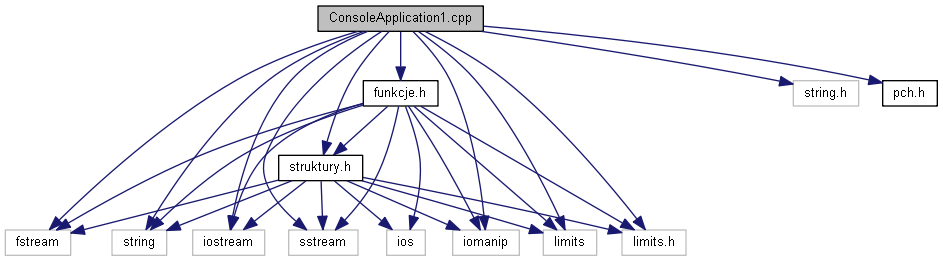 ConsoleApplication1.cpp
funkcje.h
string.h
pch.h
struktury.h
fstream
string
iostream
sstream
ios
iomanip
limits
limits.h